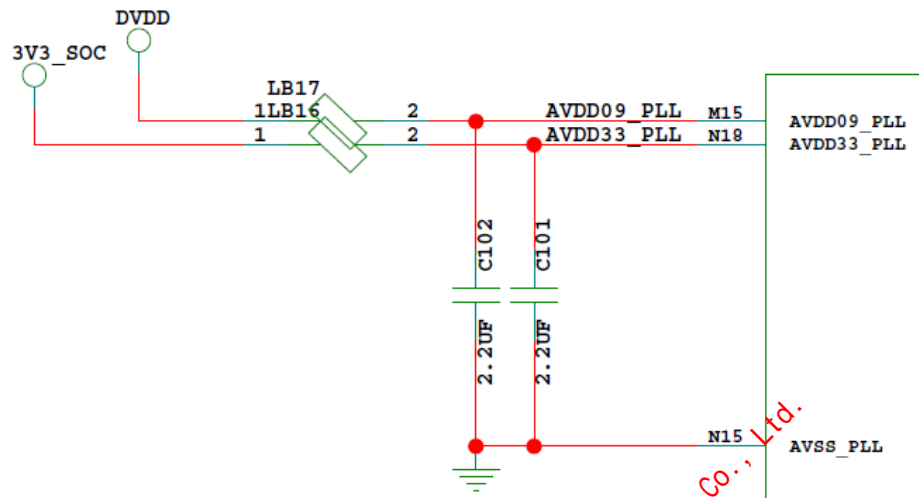 DVDD
3V3_SOC
LB17
1LB16 2 AVDD09_PLL M15 AVDD09_PLL
1 2 AVDD33_PLL N18 AVDD33_PLL
C102 C101
2.2UF 2.2UF
N15 AVSS_PLL
Co., Ltd.